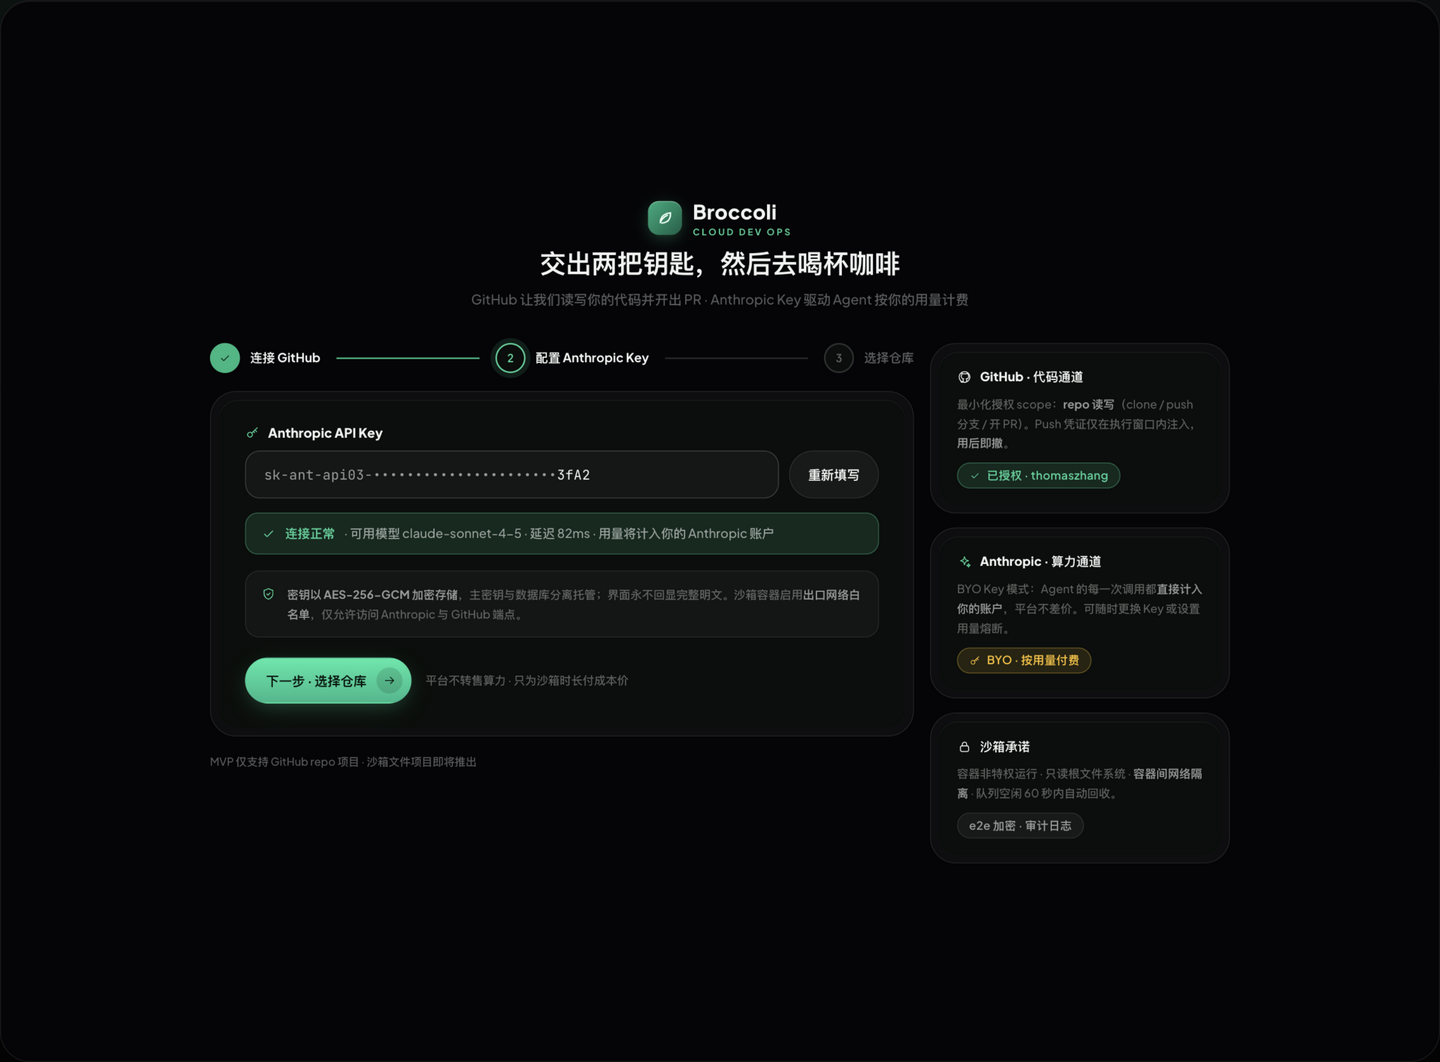 Broccoli
CLOUD DEV OPS
交出两把钥匙，然后去喝杯咖啡
GitHub 让我们读写你的代码并开出 PR · Anthropic Key 驱动 Agent 按你的用量计费
连接 GitHub
2
配置 Anthropic Key
3
选择仓库
Anthropic API Key
sk-ant-api03-••••••••••••••••••••••3fA2
重新填写
连接正常 · 可用模型 claude-sonnet-4-5 · 延迟 82ms · 用量将计入你的 Anthropic 账户
密钥以 AES-256-GCM 加密存储，主密钥与数据库分离托管；界面永不回显完整明文。沙箱容器启用出口网络白
名单，仅允许访问 Anthropic 与 GitHub 端点。
下一步 · 选择仓库 →
平台不转售算力 · 只为沙箱时长付成本价
MVP 仅支持 GitHub repo 项目 · 沙箱文件项目即将推出
GitHub · 代码通道
最小化授权 scope：repo 读写（clone / push
分支 / 开 PR）。Push 凭证仅在执行窗口内注入，
用后即撤。
已授权 · thomaszhang
Anthropic · 算力通道
BYO Key 模式：Agent 的每一次调用都直接计入
你的账户，平台不差价。可随时更换 Key 或设置
用量熔断。
BYO · 按用量付费
沙箱承诺
容器非特权运行 · 只读根文件系统 · 容器间网络隔
离 · 队列空闲 60 秒内自动回收。
e2e 加密 · 审计日志